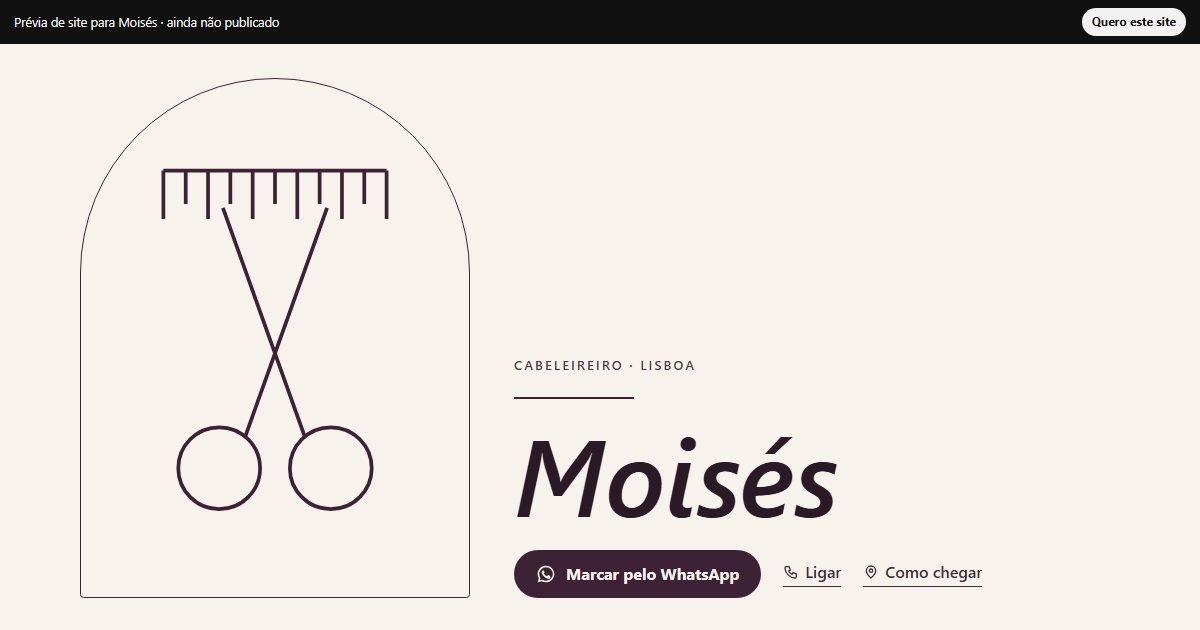 Prévia de site para Moisés · ainda não publicado
Quero este site
CABELEIREIRO · LISBOA
Moisés
Marcar pelo WhatsApp
Ligar
Como chegar